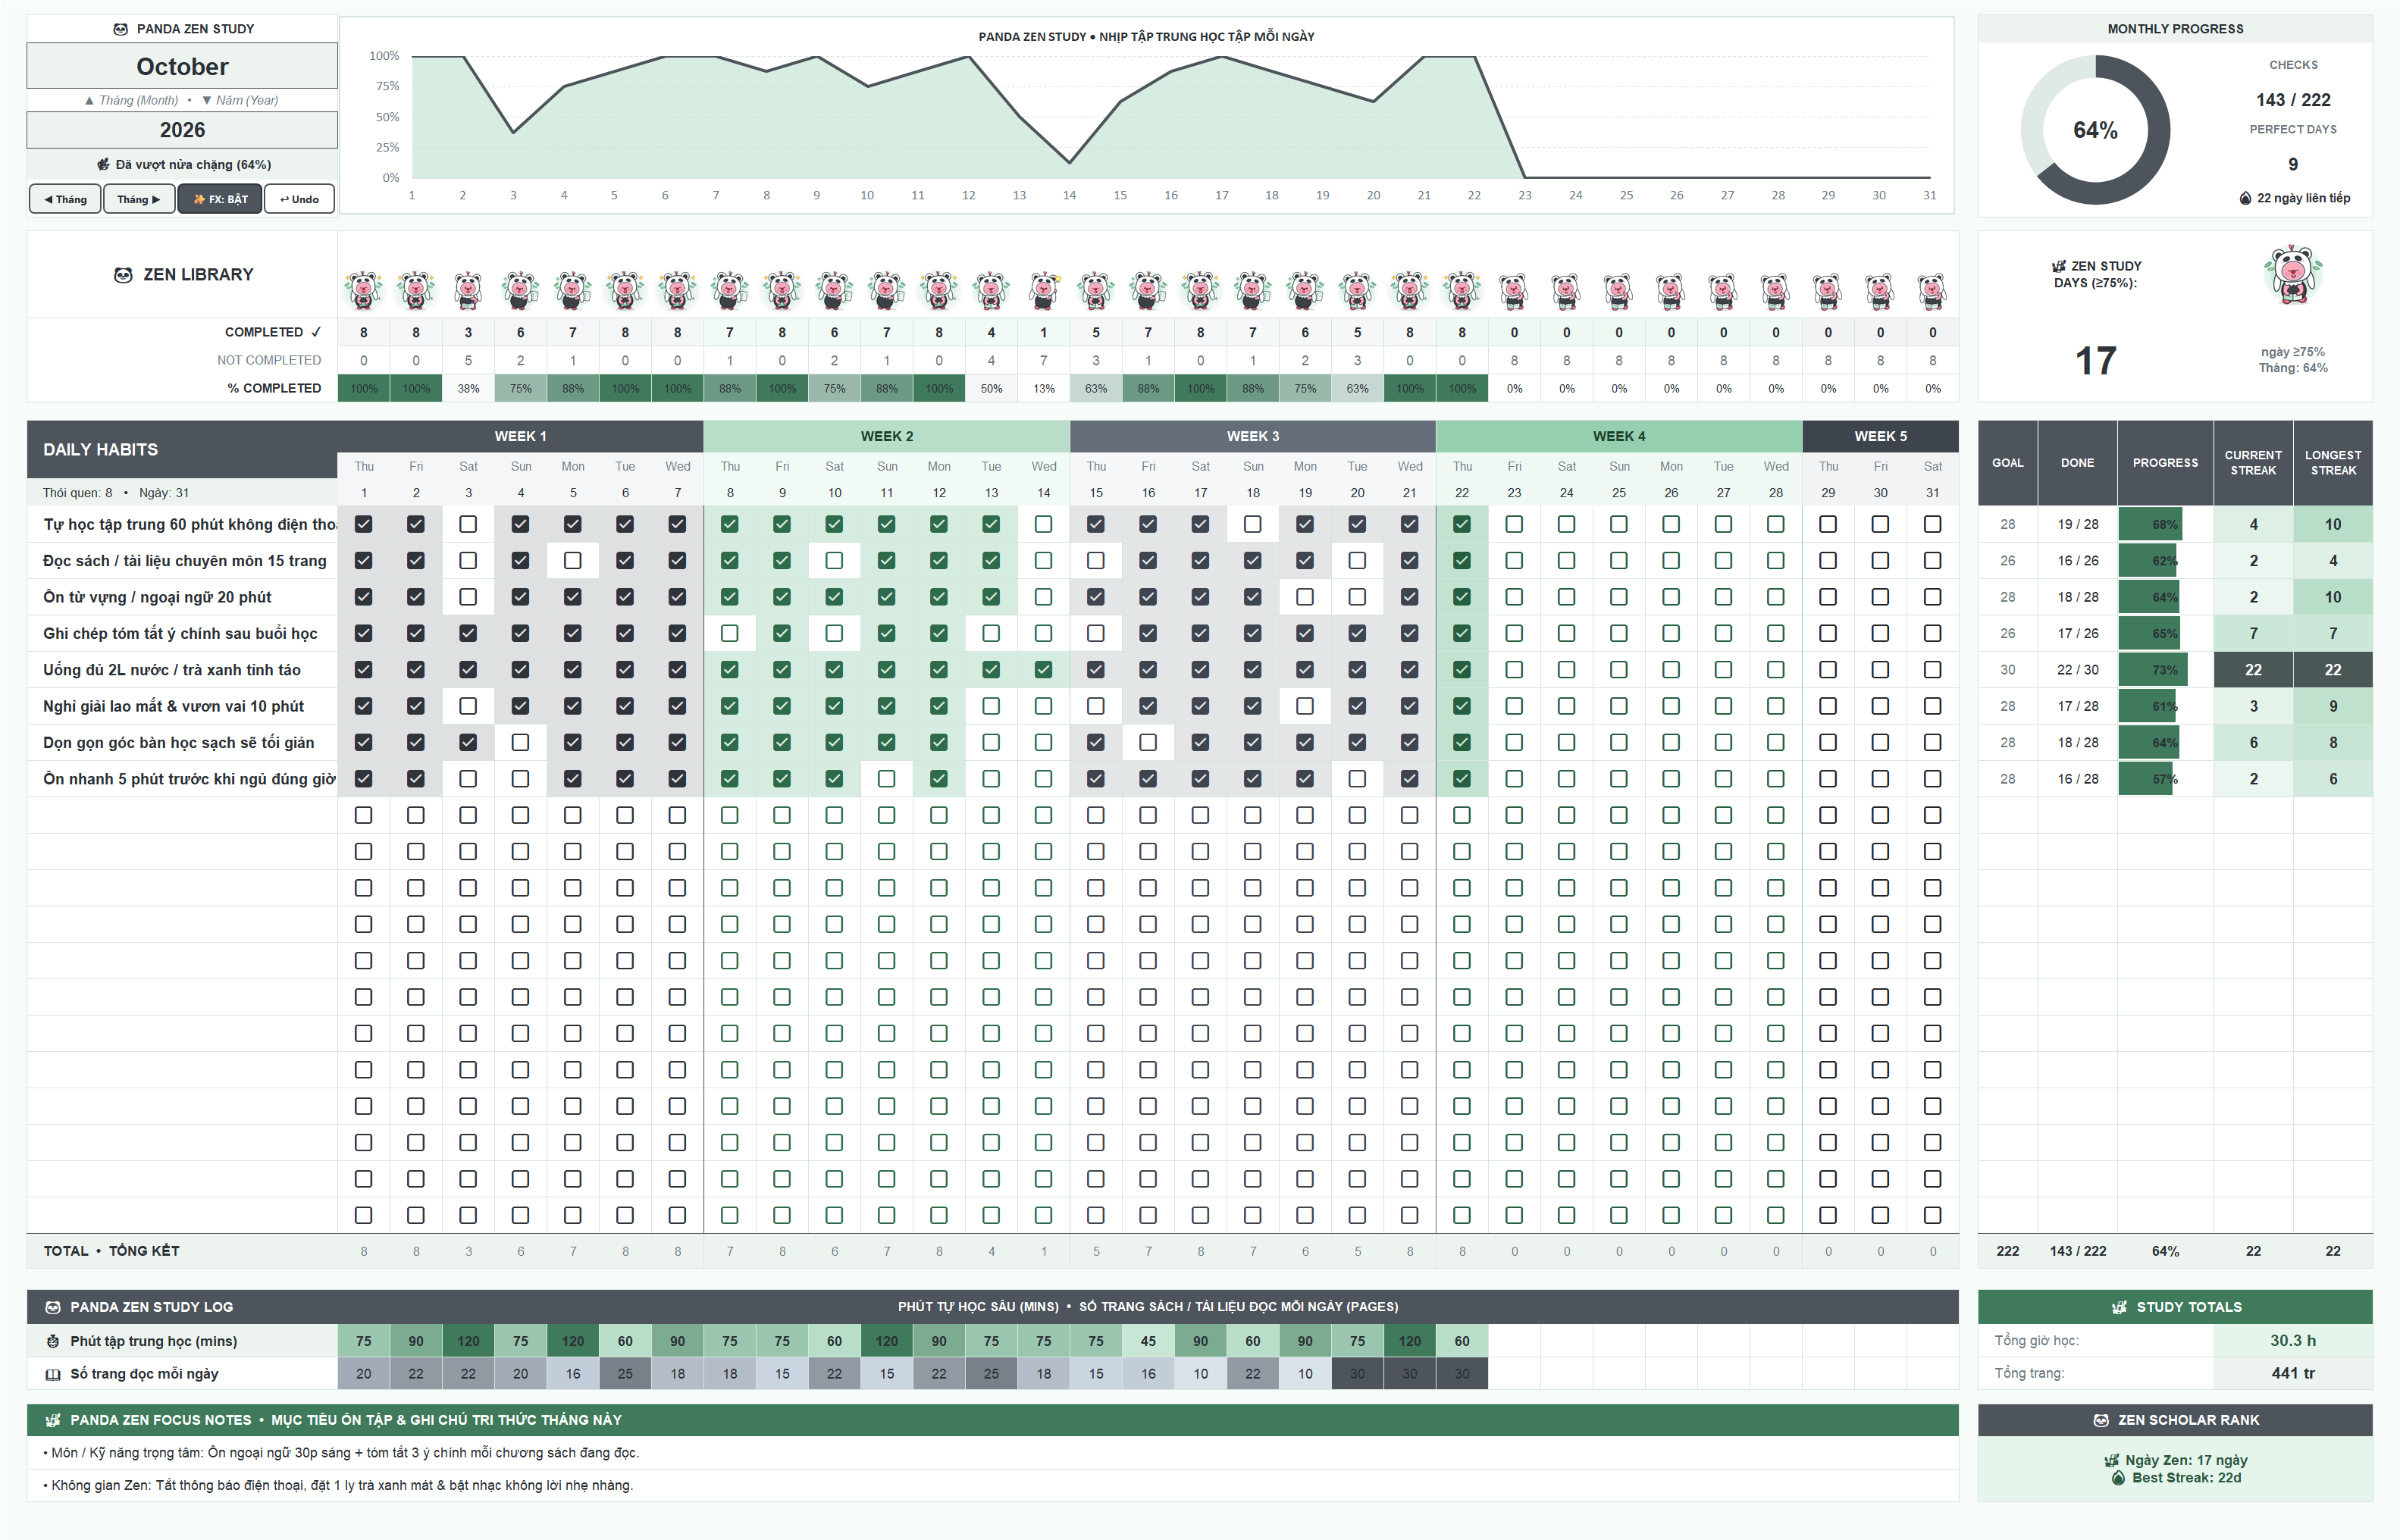 PANDA ZEN STUDY
October
▲ Tháng (Month) • ▼ Năm (Year)
2026
Đã vượt nửa chặng (64%)
◀ Tháng Tháng ▶ FX: BẬT ↩ Undo
PANDA ZEN STUDY • NHỊP TẬP TRUNG HỌC TẬP MỖI NGÀY
100%
75%
50%
25%
0%
1 2 3 4 5 6 7 8 9 10 11 12 13 14 15 16 17 18 19 20 21 22 23 24 25 26 27 28 29 30 31
MONTHLY PROGRESS
64%
CHECKS
143 / 222
PERFECT DAYS
9
22 ngày liên tiếp
ZEN LIBRARY
COMPLETED ✓ 8 8 3 6 7 8 8 7 8 6 7 8 4 1 5 7 8 7 6 5 8 8 0 0 0 0 0 0 0 0 0
NOT COMPLETED 0 0 5 2 1 0 0 1 0 2 1 0 4 7 3 1 0 1 2 3 0 0 8 8 8 8 8 8 8 8 8
% COMPLETED 100% 100% 38% 75% 88% 100% 100% 88% 100% 75% 88% 100% 50% 13% 63% 88% 100% 88% 75% 63% 100% 100% 0% 0% 0% 0% 0% 0% 0% 0% 0%
ZEN STUDY
DAYS (≥75%):
17
ngày ≥75%
Tháng: 64%
DAILY HABITS WEEK 1 WEEK 2 WEEK 3 WEEK 4 WEEK 5
Thu Fri Sat Sun Mon Tue Wed Thu Fri Sat Sun Mon Tue Wed Thu Fri Sat Sun Mon Tue Wed Thu Fri Sat Sun Mon Tue Wed Thu Fri Sat
Thói quen: 8 • Ngày: 31 1 2 3 4 5 6 7 8 9 10 11 12 13 14 15 16 17 18 19 20 21 22 23 24 25 26 27 28 29 30 31
GOAL DONE PROGRESS CURRENT STREAK LONGEST STREAK
Tự học tập trung 60 phút không điện thoạ 28 19 / 28 68% 4 10
Đọc sách / tài liệu chuyên môn 15 trang 26 16 / 26 62% 2 4
Ôn từ vựng / ngoại ngữ 20 phút 28 18 / 28 64% 2 10
Ghi chép tóm tắt ý chính sau buổi học 26 17 / 26 65% 7 7
Uống đủ 2L nước / trà xanh tỉnh táo 30 22 / 30 73% 22 22
Nghỉ giải lao mắt & vươn vai 10 phút 28 17 / 28 61% 3 9
Dọn gọn góc bàn học sạch sẽ tối giản 28 18 / 28 64% 6 8
Ôn nhanh 5 phút trước khi ngủ đúng giờ 28 16 / 28 57% 2 6
TOTAL • TỔNG KẾT 8 8 3 6 7 8 8 7 8 6 7 8 4 1 5 7 8 7 6 5 8 8 0 0 0 0 0 0 0 0 0 222 143 / 222 64% 22 22
PANDA ZEN STUDY LOG PHÚT TỰ HỌC SÂU (MINS) • SỐ TRANG SÁCH / TÀI LIỆU ĐỌC MỖI NGÀY (PAGES)
Phút tập trung học (mins) 75 90 120 75 120 60 90 75 75 60 120 90 75 75 75 45 90 60 90 75 120 60
Số trang đọc mỗi ngày 20 22 22 20 16 25 18 18 15 22 15 22 25 18 15 16 10 22 10 30 30 30
STUDY TOTALS
Tổng giờ học: 30.3 h
Tổng trang: 441 tr
PANDA ZEN FOCUS NOTES • MỤC TIÊU ÔN TẬP & GHI CHÚ TRI THỨC THÁNG NÀY
• Môn / Kỹ năng trọng tâm: Ôn ngoại ngữ 30p sáng + tóm tắt 3 ý chính mỗi chương sách đang đọc.
• Không gian Zen: Tắt thông báo điện thoại, đặt 1 ly trà xanh mát & bật nhạc không lời nhẹ nhàng.
ZEN SCHOLAR RANK
Ngày Zen: 17 ngày
Best Streak: 22d